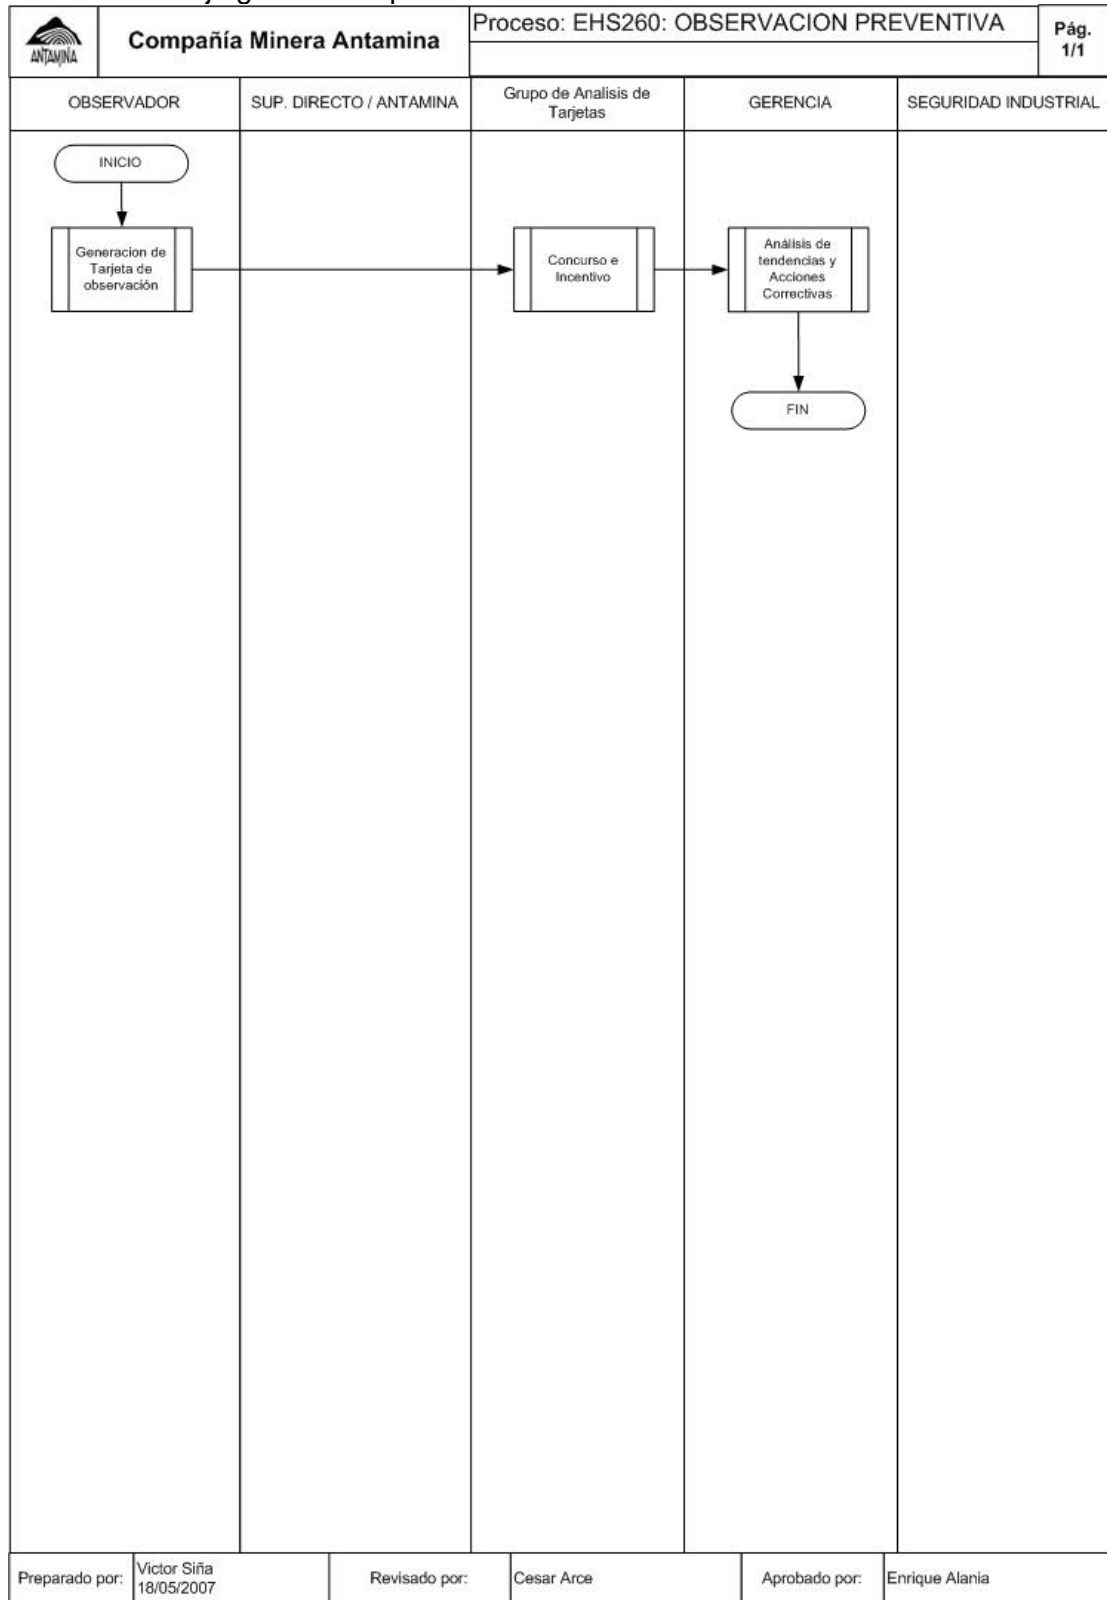 ANTAMINA
Compañía Minera Antamina
Proceso: EHS260: OBSERVACION PREVENTIVA
Pág.
1/1
OBSERVADOR
SUP. DIRECTO / ANTAMINA
Grupo de Analisis de
Tarjetas
GERENCIA
SEGURIDAD INDUSTRIAL
INICIO
Generacion de
Tarjeta de
observación
Concurso e
Incentivo
Análisis de
tendencias y
Acciones
Correctivas
FIN
Preparado por:
Victor Siña
18/05/2007
Revisado por:
Cesar Arce
Aprobado por:
Enrique Alania